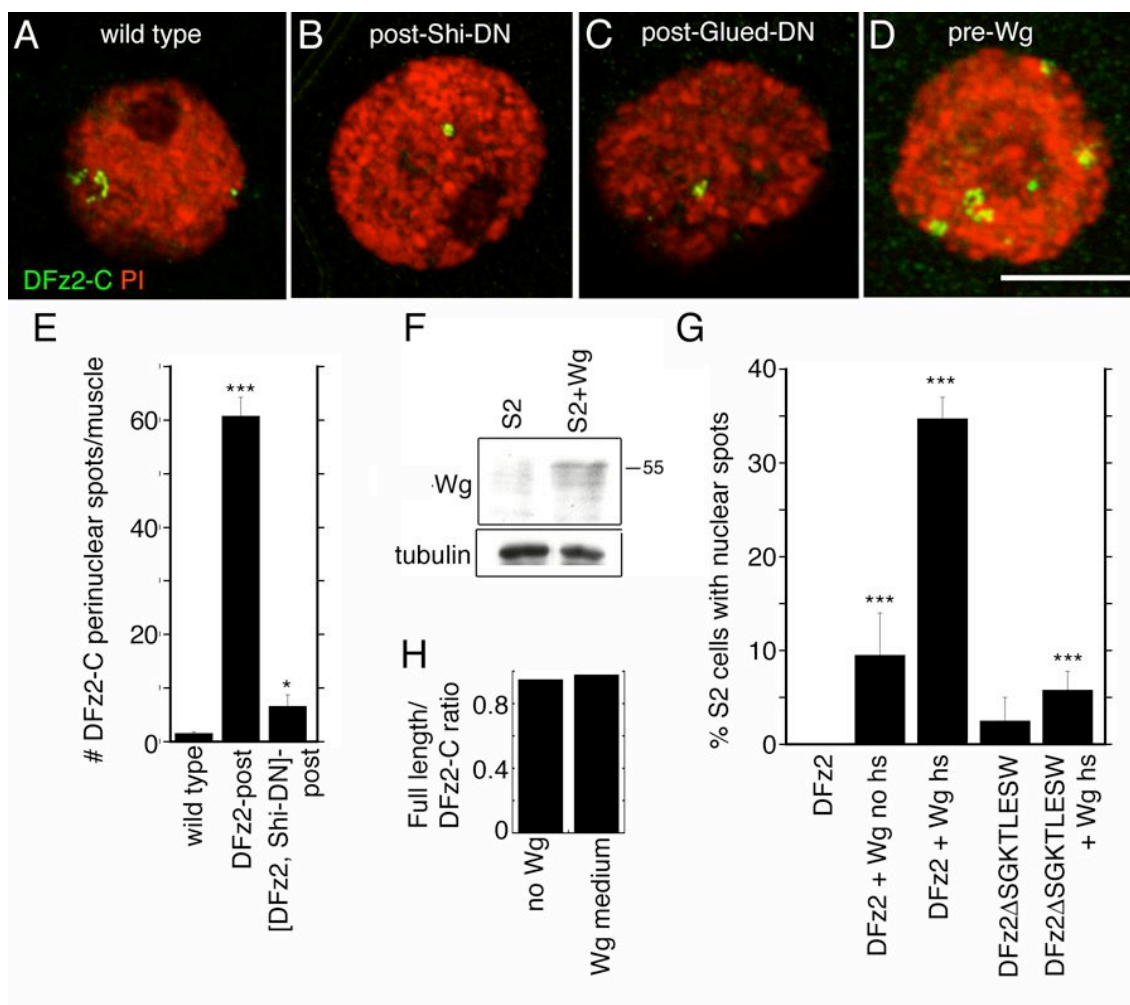 A wild type
B post-Shi-DN
C post-Glued-DN
D pre-Wg
DFz2-C PI
E
# DFz2-C perinuclear spots/muscle
60
40
20
0
***
*
wild type
DFz2-post
[DFz2, Shi-DN]-
post
F
S2
S2+Wg
Wg
55
tubulin
H
Full length/
DFz2-C ratio
0.8
0.4
0
no Wg
Wg medium
G
% S2 cells with nuclear spots
40
30
20
10
0
***
***
***
DFz2
DFz2 + Wg no hs
DFz2 + Wg hs
DFz2ΔSGKTLESW
DFz2ΔSGKTLESW
+ Wg hs